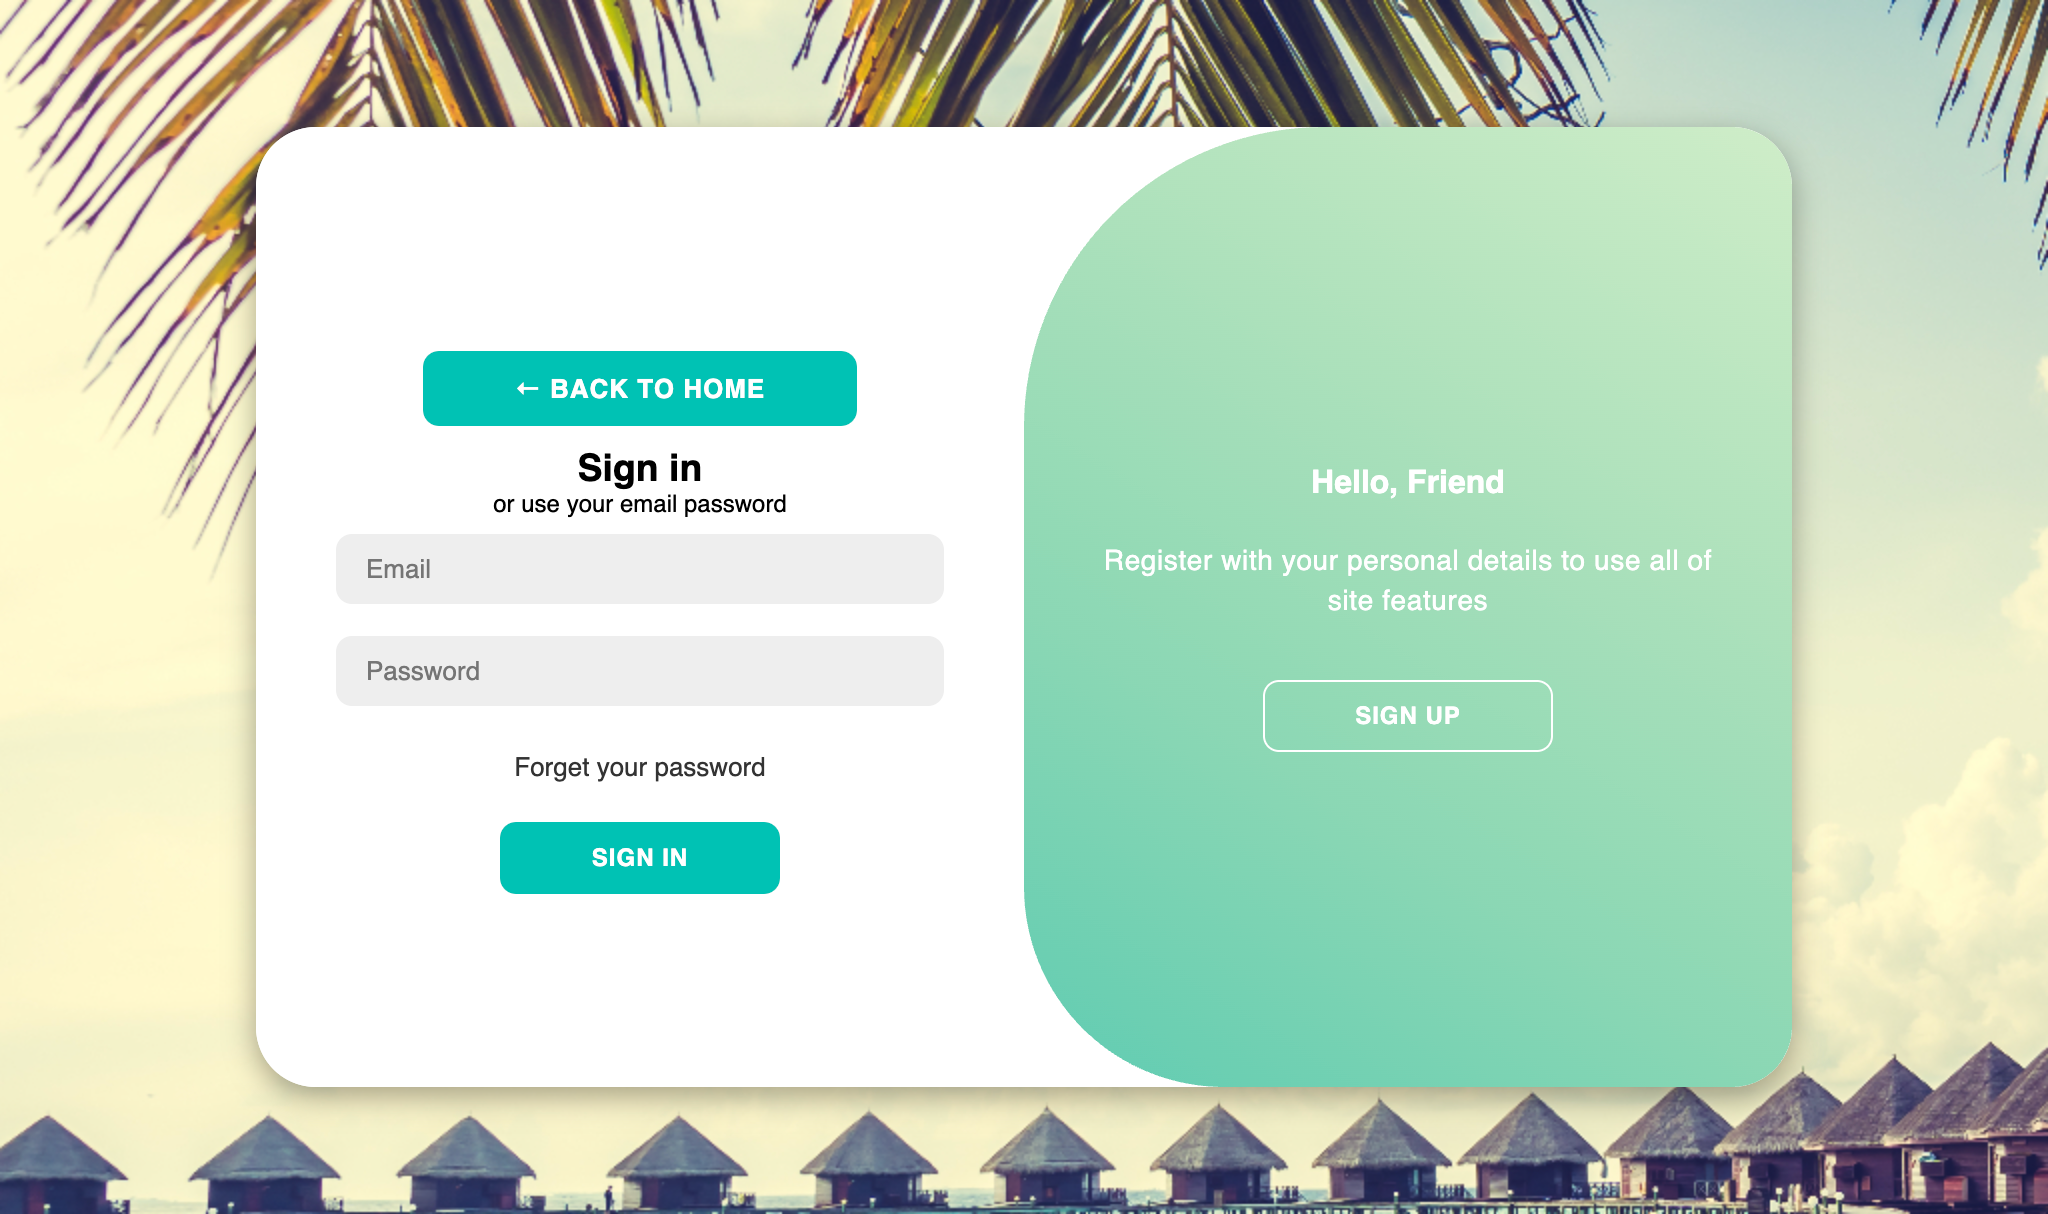 ← BACK TO HOME
Sign in
or use your email password
Email
Password
Forget your password
SIGN IN
Hello, Friend
Register with your personal details to use all of
site features
SIGN UP